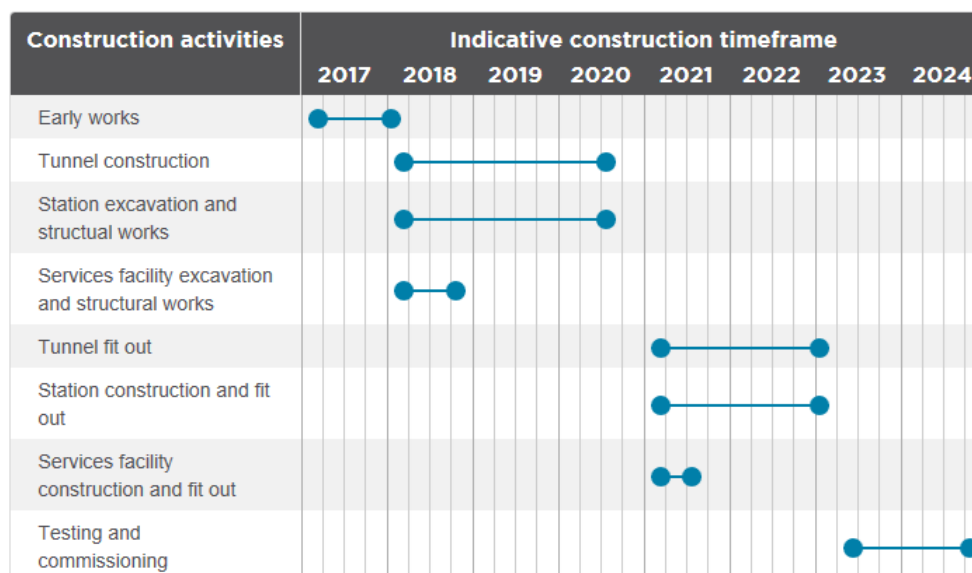 Construction activities
Indicative construction timeframe
2017 2018 2019 2020 2021 2022 2023 2024
Early works
Tunnel construction
Station excavation and
structual works
Services facility excavation
and structural works
Tunnel fit out
Station construction and fit
out
Services facility
construction and fit out
Testing and
commissioning